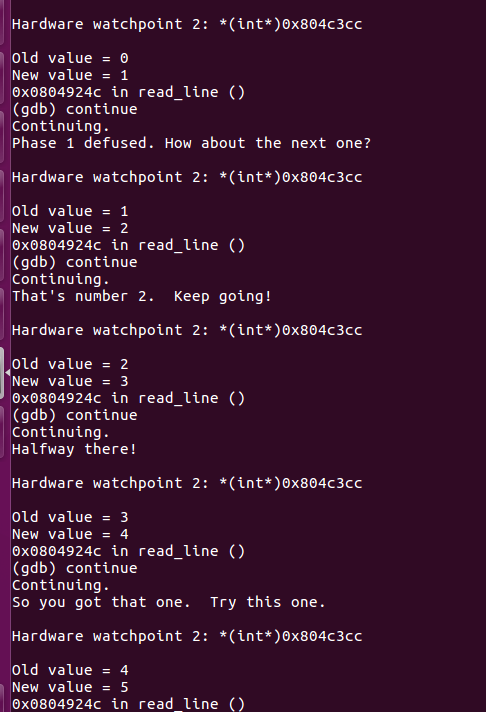 Hardware watchpoint 2: *(int*)0x804c3cc
Old value = 0
New value = 1
0x0804924c in read_line ()
(gdb) continue
Continuing.
Phase 1 defused. How about the next one?
Hardware watchpoint 2: *(int*)0x804c3cc
Old value = 1
New value = 2
0x0804924c in read_line ()
(gdb) continue
Continuing.
That's number 2.  Keep going!
Hardware watchpoint 2: *(int*)0x804c3cc
Old value = 2
New value = 3
0x0804924c in read_line ()
(gdb) continue
Continuing.
Halfway there!
Hardware watchpoint 2: *(int*)0x804c3cc
Old value = 3
New value = 4
0x0804924c in read_line ()
(gdb) continue
Continuing.
So you got that one.  Try this one.
Hardware watchpoint 2: *(int*)0x804c3cc
Old value = 4
New value = 5
0x0804924c in read_line ()